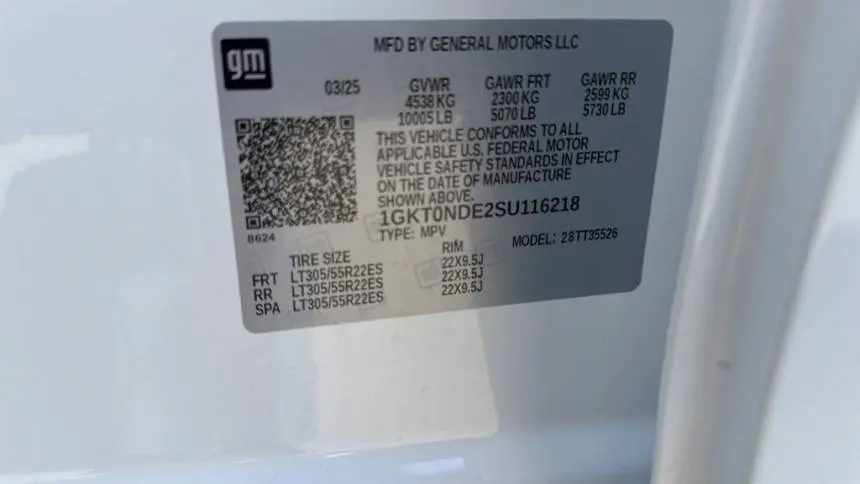 gm
MFD BY GENERAL MOTORS LLC
03/25 GVWR GAWR FRT GAWR RR
4538 KG 2300 KG 2599 KG
10005 LB 5070 LB 5730 LB
THIS VEHICLE CONFORMS TO ALL
APPLICABLE U.S. FEDERAL MOTOR
VEHICLE SAFETY STANDARDS IN EFFECT
ON THE DATE OF MANUFACTURE
SHOWN ABOVE.
1GKT0NDE2SU116218
8624 TYPE: MPV MODEL: 28TT35526
TIRE SIZE RIM
FRT LT305/55R22ES 22X9.5J
RR LT305/55R22ES 22X9.5J
SPA LT305/55R22ES 22X9.5J